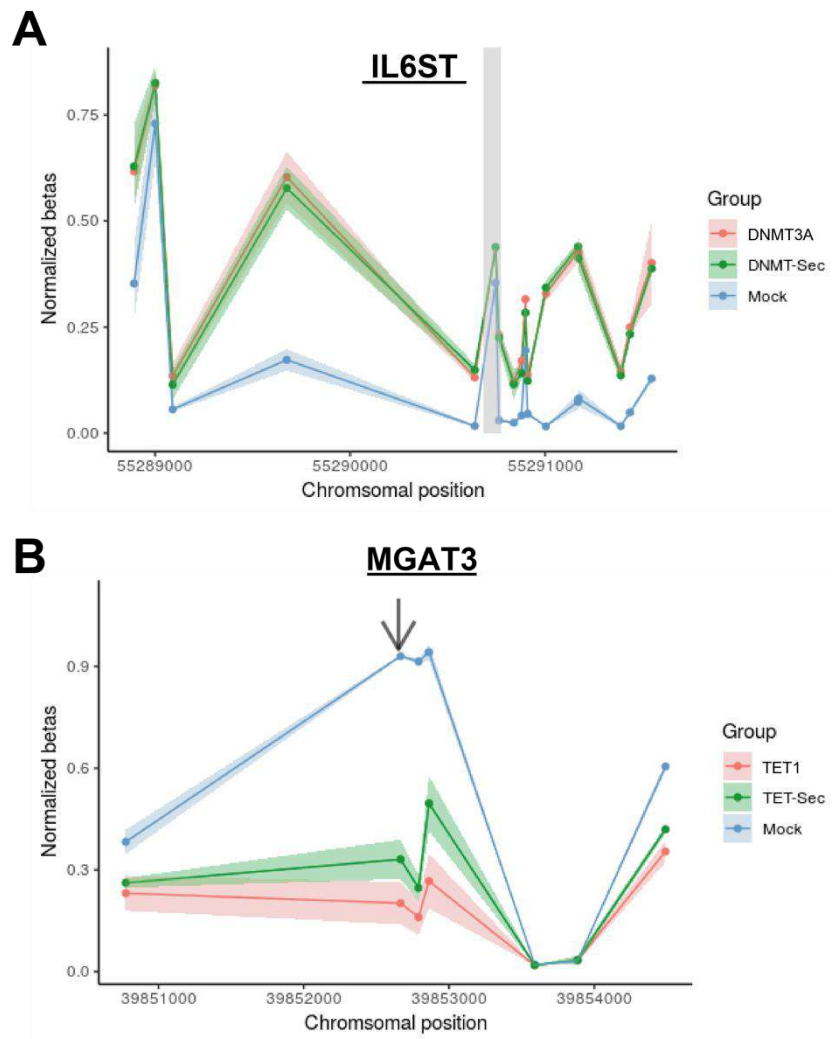 A
IL6ST
0.75
0.50
0.25
0.00
Normalized betas
55289000
55290000
55291000
Chromsomal position
Group
DNMT3A
DNMT-Sec
Mock
B
MGAT3
0.9
0.6
0.3
0.0
Normalized betas
39851000
39852000
39853000
39854000
Chromsomal position
Group
TET1
TET-Sec
Mock